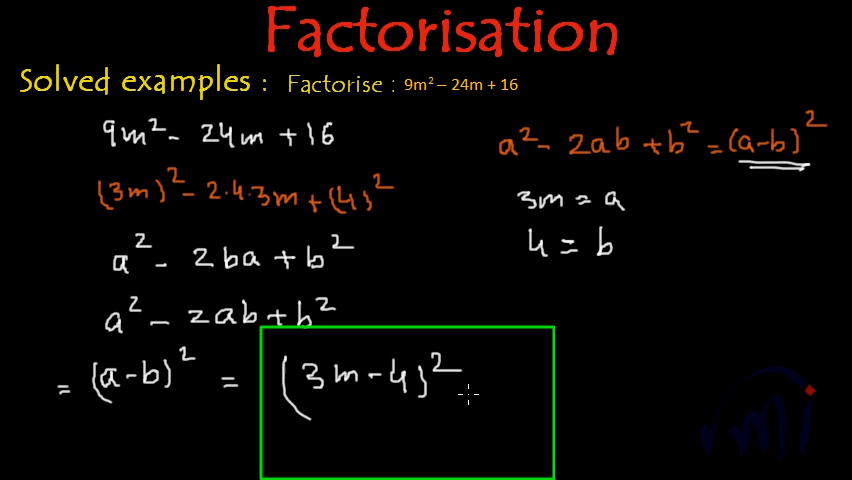 Factorisation
Solved examples : Factorise : 9m² – 24m + 16
9m² - 24m + 16
a² - 2ab + b² = (a-b)²
(3m)² - 2·4·3m + (4)²
3m = a
a² - 2ba + b²
4 = b
a² - 2ab + b²
= (a-b)² = (3m-4)²
rmi